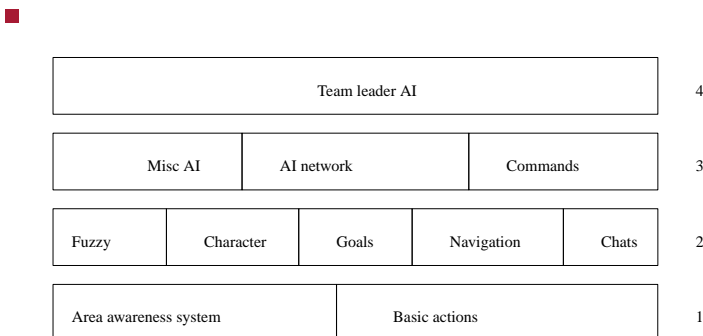 Team leader AI 4
Misc AI AI network Commands 3
Fuzzy Character Goals Navigation Chats 2
Area awareness system Basic actions 1